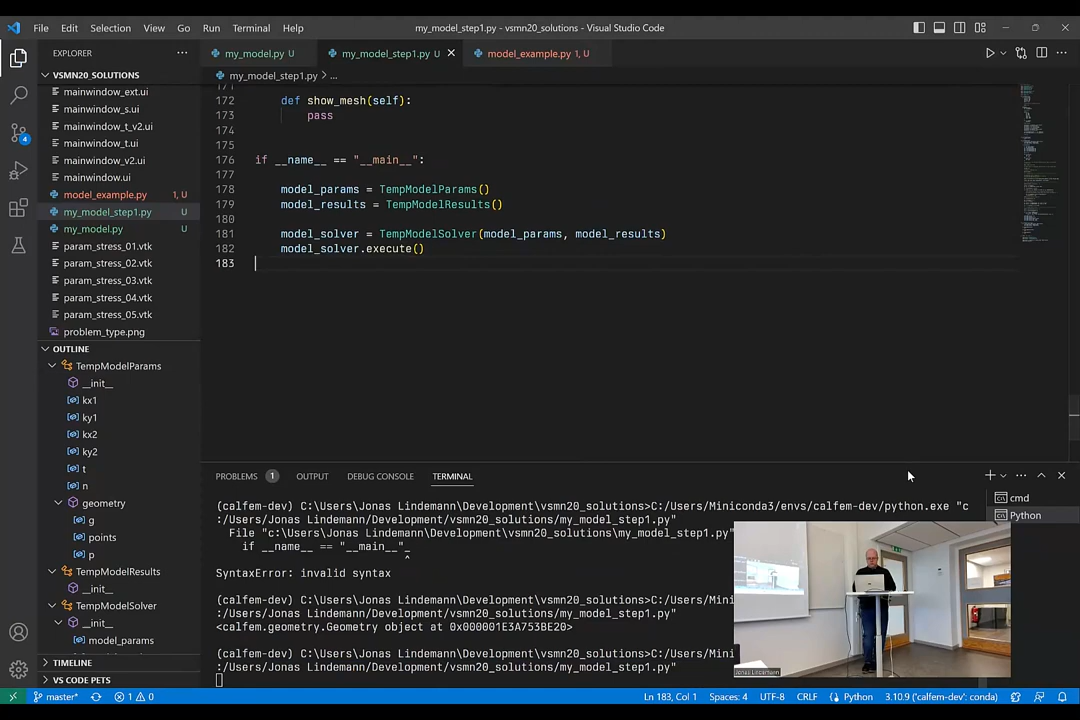 File Edit Selection View Go Run Terminal Help
my_model_step1.py - vsmn20_solutions - Visual Studio Code
EXPLORER
my_model.py U
my_model_step1.py U
model_example.py 1, U
VSMN20_SOLUTIONS
my_model_step1.py > ...
mainwindow_ext.ui
mainwindow_s.ui
mainwindow_t_v2.ui
mainwindow_t.ui
mainwindow_v2.ui
mainwindow.ui
model_example.py 1, U
my_model_step1.py U
my_model.py U
param_stress_01.vtk
param_stress_02.vtk
param_stress_03.vtk
param_stress_04.vtk
param_stress_05.vtk
problem_type.png
OUTLINE
TempModelParams
__init__
kx1
ky1
kx2
ky2
t
n
geometry
g
points
p
TempModelResults
__init__
TempModelSolver
__init__
model_params
TIMELINE
VS CODE PETS
171
172 def show_mesh(self):
173 pass
174
175
176 if __name__ == "__main__":
177
178 model_params = TempModelParams()
179 model_results = TempModelResults()
180
181 model_solver = TempModelSolver(model_params, model_results)
182 model_solver.execute()
183
PROBLEMS 1 OUTPUT DEBUG CONSOLE TERMINAL
cmd
Python
(calfem-dev) C:\Users\Jonas Lindemann\Development\vsmn20_solutions>C:/Users/Miniconda3/envs/calfem-dev/python.exe "c
:/Users/Jonas Lindemann/Development/vsmn20_solutions/my_model_step1.py"
File "c:\Users\Jonas Lindemann\Development\vsmn20_solutions\my_model_step1.py"
if __name__ == "__main__"_
^
SyntaxError: invalid syntax
(calfem-dev) C:\Users\Jonas Lindemann\Development\vsmn20_solutions>C:/Users/Mini
:/Users/Jonas Lindemann/Development/vsmn20_solutions/my_model_step1.py"
<calfem.geometry.Geometry object at 0x000001E3A753BE20>
(calfem-dev) C:\Users\Jonas Lindemann\Development\vsmn20_solutions>C:/Users/Mini
:/Users/Jonas Lindemann/Development/vsmn20_solutions/my_model_step1.py"
Jonas Lindemann
master* 1 0 Ln 183, Col 1 Spaces: 4 UTF-8 CRLF Python 3.10.9 ('calfem-dev': conda)
4